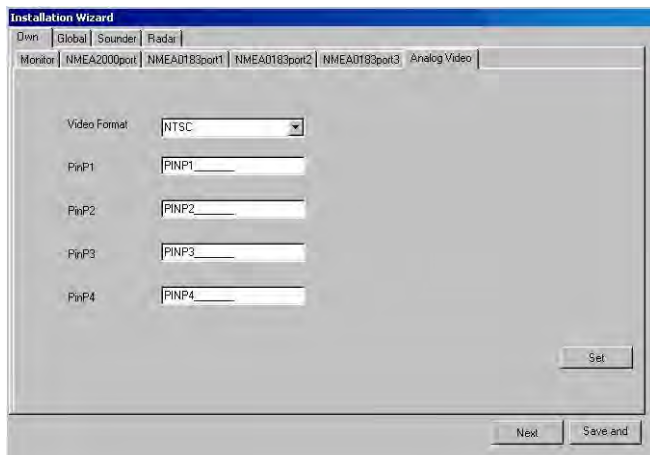 Installation Wizard
Own Global Sounder Radar
Monitor NMEA2000port NMEA0183port1 NMEA0183port2 NMEA0183port3 Analog Video
Video Format NTSC
PinP1 PINP1______
PinP2 PINP2______
PinP3 PINP3______
PinP4 PINP4______
Set
Next Save and